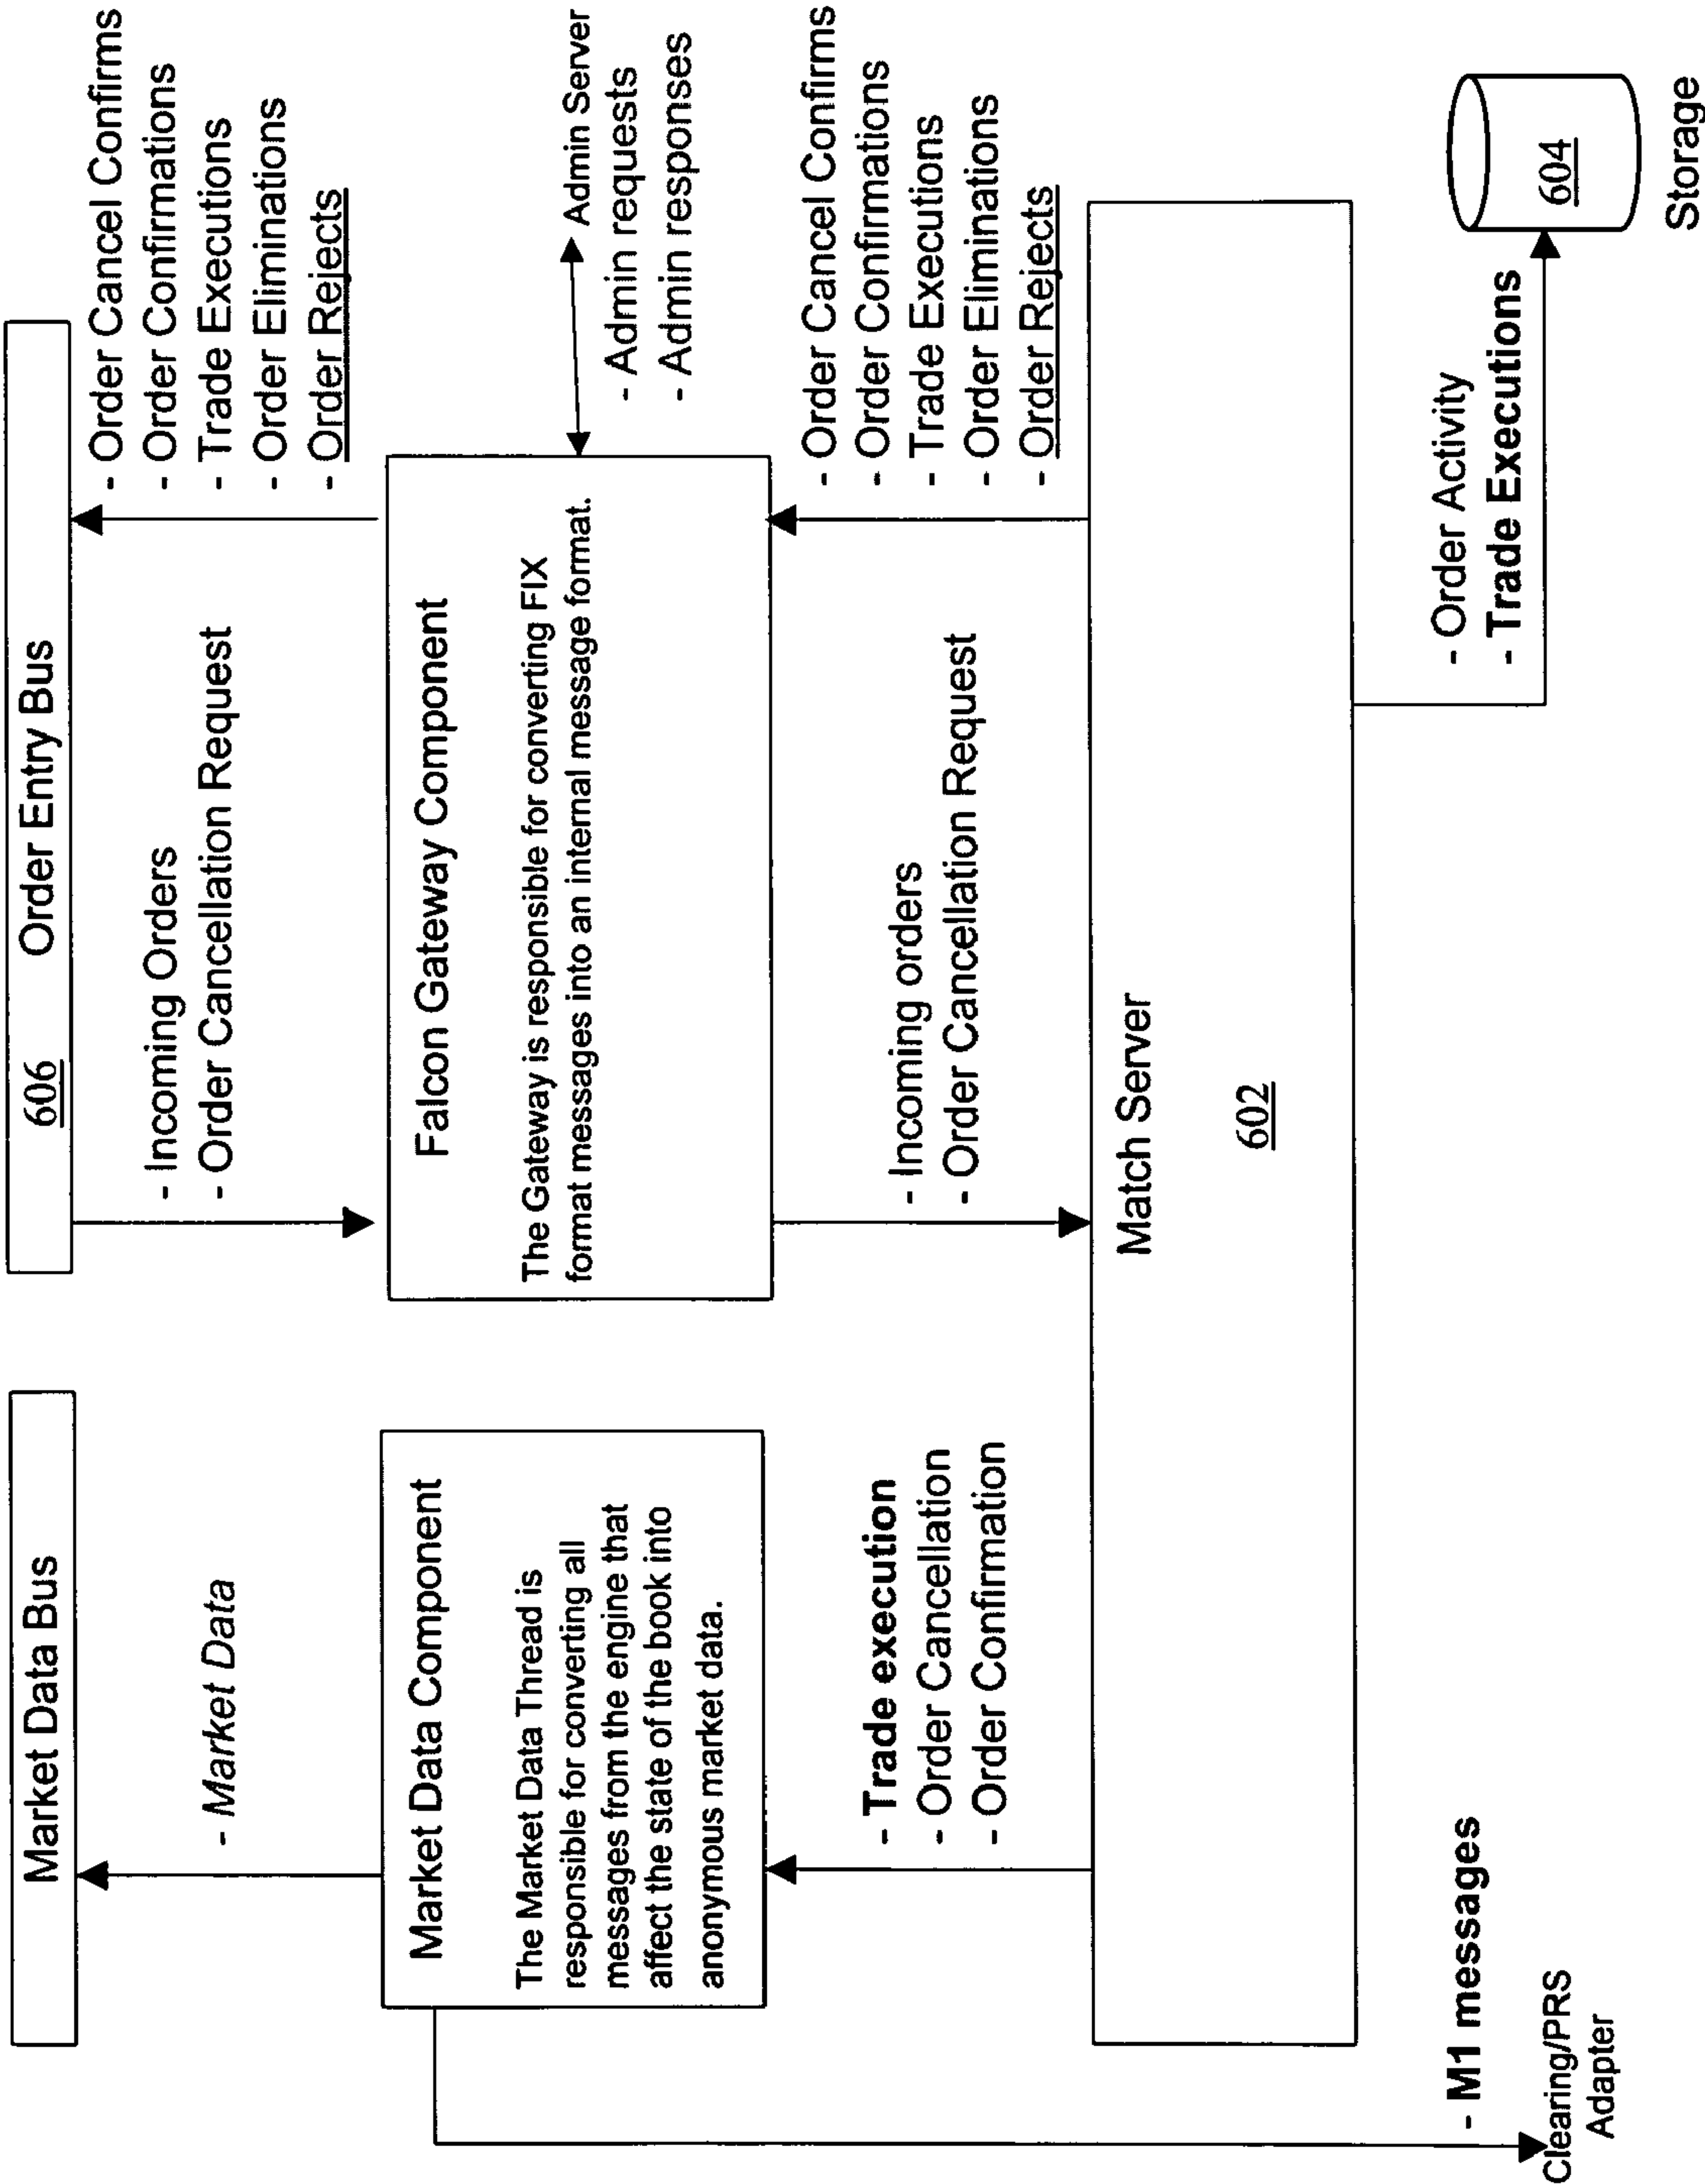 Market Data Bus
606 Order Entry Bus
- Market Data
- Incoming Orders
- Order Cancellation Request
- Order Cancel Confirms
- Order Confirmations
- Trade Executions
- Order Eliminations
- Order Rejects
Market Data Component
The Market Data Thread is
responsible for converting all
messages from the engine that
affect the state of the book into
anonymous market data.
Falcon Gateway Component
The Gateway is responsible for converting FIX
format messages into an internal message format.
Admin Server
- Admin requests
- Admin responses
- Trade execution
- Order Cancellation
- Order Confirmation
- Incoming orders
- Order Cancellation Request
- Order Cancel Confirms
- Order Confirmations
- Trade Executions
- Order Eliminations
- Order Rejects
Match Server
602
- M1 messages
Clearing/PRS
Adapter
- Order Activity
- Trade Executions
604
Storage